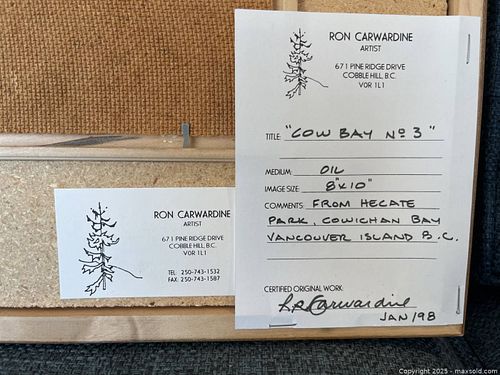 RON CARWARDINE
ARTIST
671 PINE RIDGE DRIVE
COBBLE HILL, B.C.
V0R 1L1
TITLE: "COW BAY Nº 3"
MEDIUM: OIL
IMAGE SIZE: 8"x10"
COMMENTS: FROM HECATE
PARK, COWICHAN BAY
VANCOUVER ISLAND B.C.
CERTIFIED ORIGINAL WORK:
R Carwardine
JAN/98
RON CARWARDINE
ARTIST
671 PINE RIDGE DRIVE
COBBLE HILL, B.C.
V0R 1L1
TEL: 250-743-1532
FAX: 250-743-1587
Copyright 2025 - maxsold.com